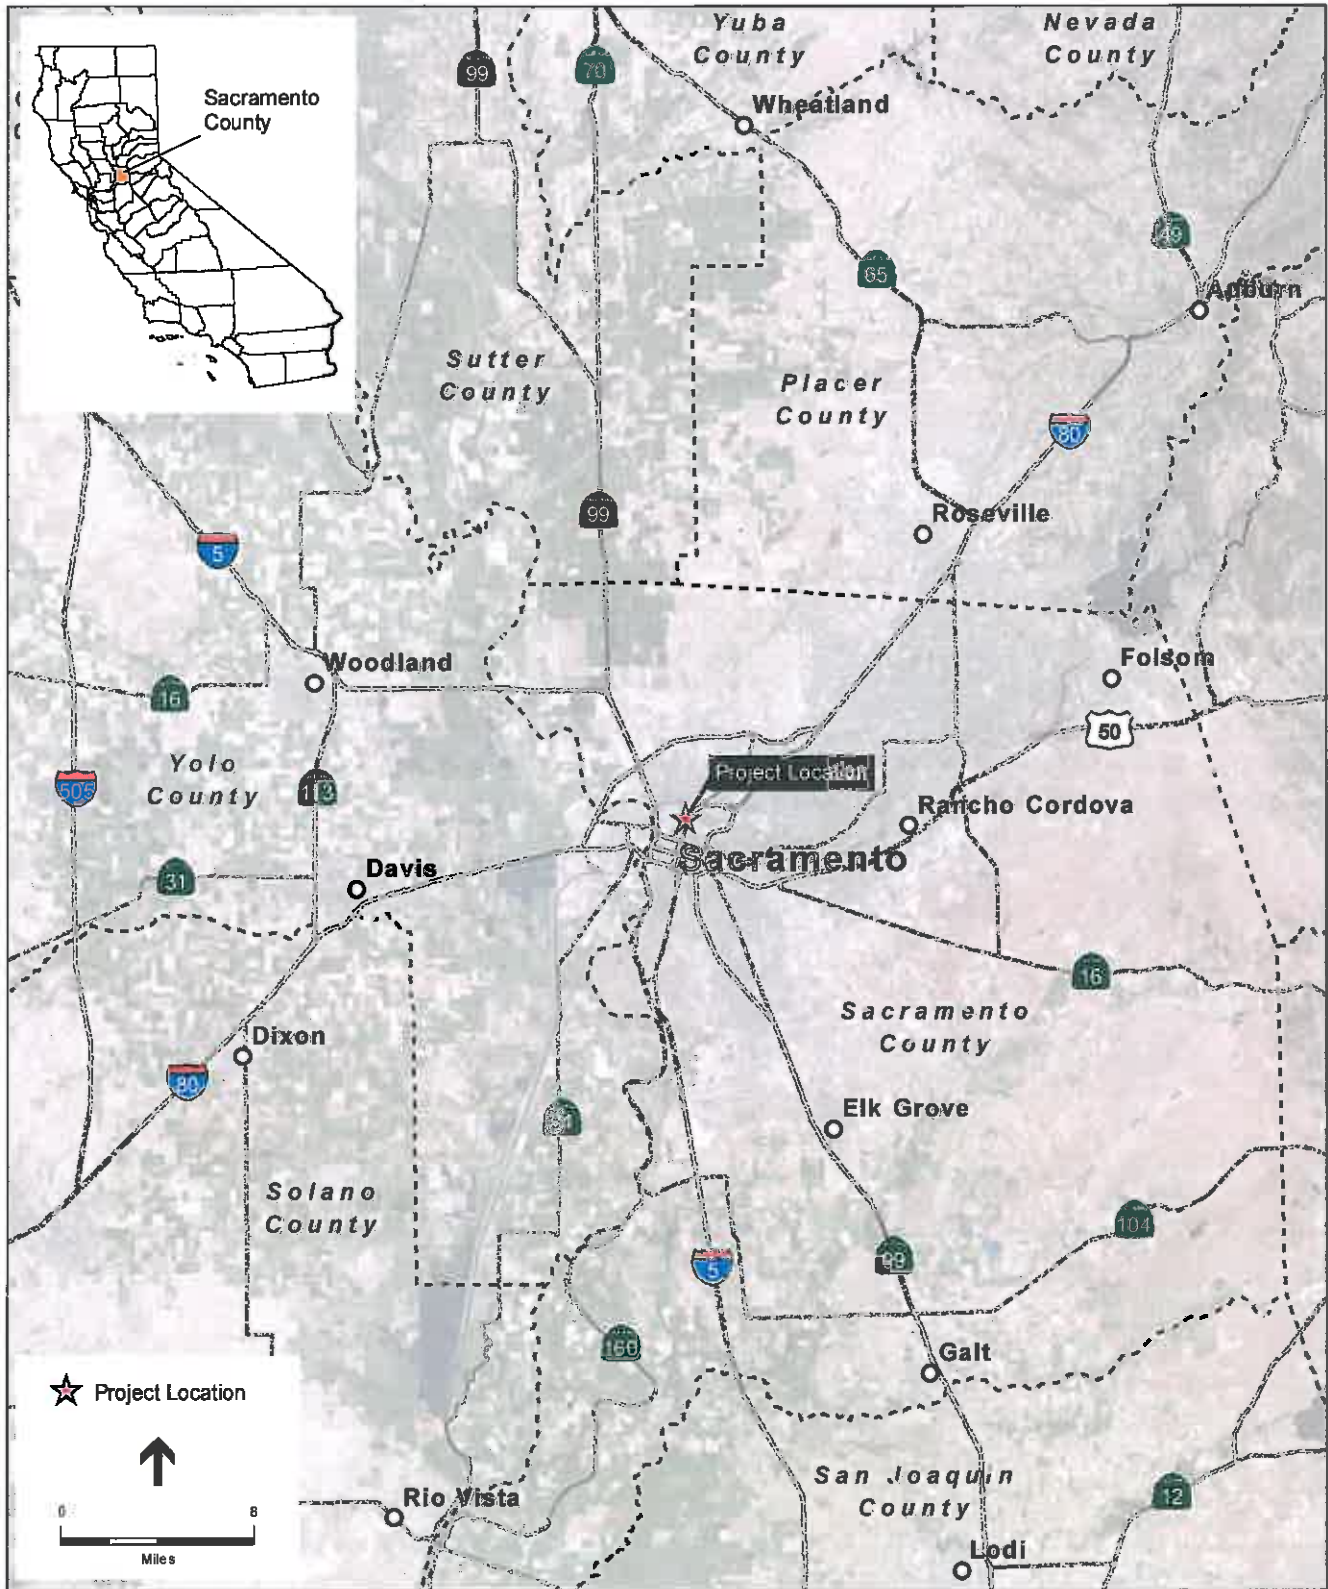 Yuba
County
Nevada
County
Sacramento
County
99
70
Wheatland
49
65
Auburn
Sutter
County
Placer
County
80
99
Roseville
5
Woodland
Folsom
16
50
Yolo
County
Project Location
505
113
Rancho Cordova
Sacramento
Davis
31
16
Sacramento
County
Dixon
80
Elk Grove
Solano
County
104
99
5
160
Galt
Project Location
San Joaquin
County
Rio Vista
12
0 8
Miles
Lodi